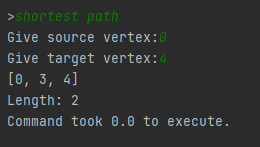 >shortest path
Give source vertex:0
Give target vertex:4
[0, 3, 4]
Length: 2
Command took 0.0 to execute.